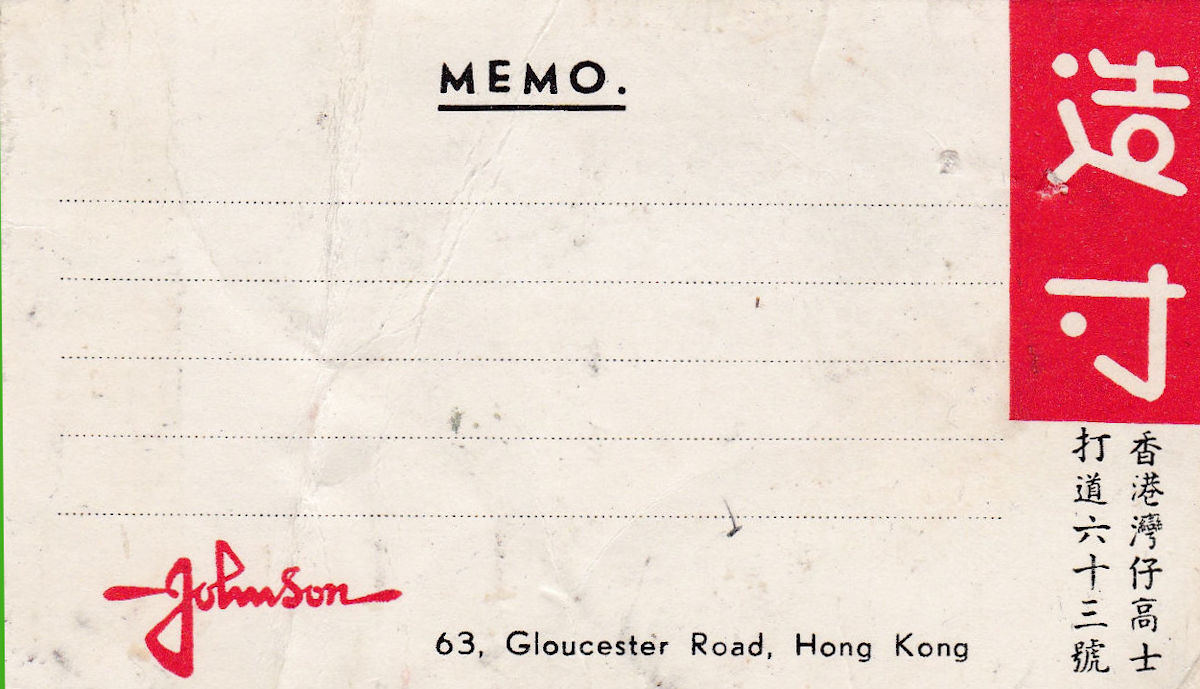 MEMO.
造寸
香港灣仔高士
打道六十三號
Johnson
63, Gloucester Road, Hong Kong